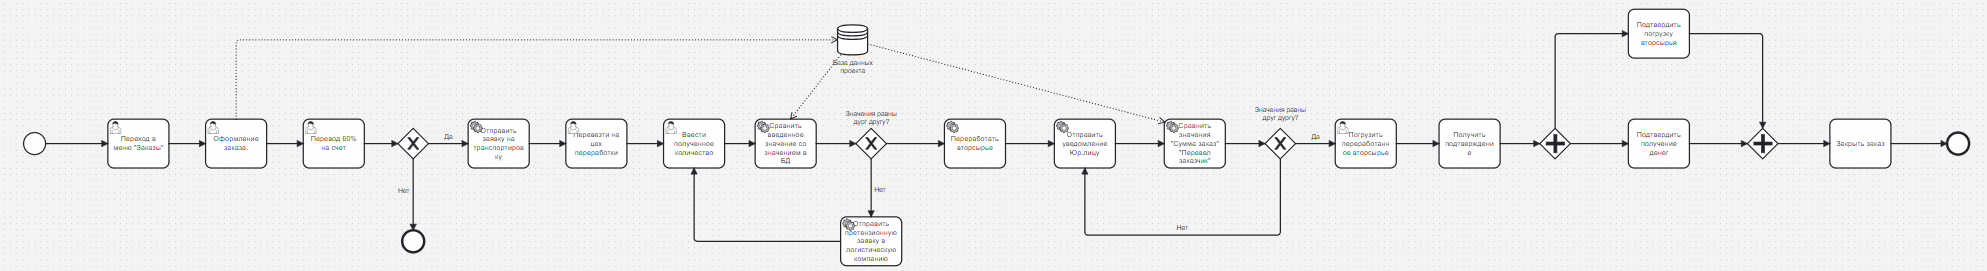 Переход в
меню "Заказы"
Оформление
заказа.
Перевод 60%
на счет
Да
Нет
Отправить
заявку на
транспортиров
ку
Перевезти на
цех
переработки
Ввести
полученное
количество
База данных
проекта
Сравнить
введенное
значение со
значением в
БД
Значения равны
дуг другу?
Нет
Отправить
претензионную
заявку в
логистическую
компанию
Переработать
вторсырье
Отправить
уведомление
Юр.лицу
Сравнить
значения
"Сумма заказ"
"Перевел
заказчик"
Значения равны
друг дургу?
Да
Нет
Погрузить
переработанн
ое вторсырье
Получить
подтверждени
е
Подтвердить
погрузку
вторсырья
Подтвердить
получение
денег
Закрыть заказ